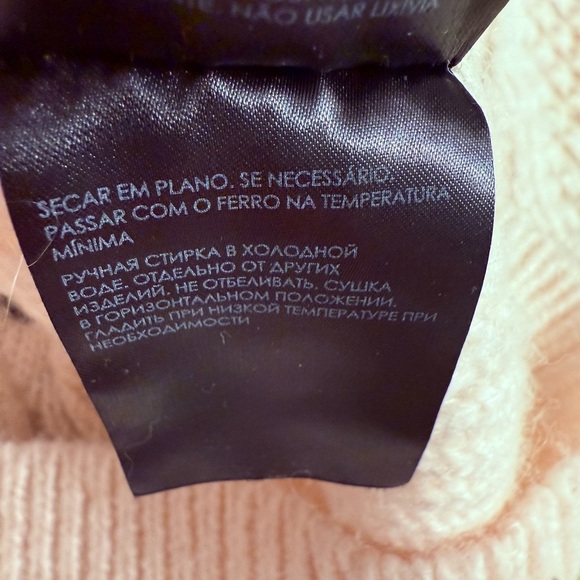 NÃO USAR LIXÍVIA
SECAR EM PLANO. SE NECESSÁRIO,
PASSAR COM O FERRO NA TEMPERATURA
MÍNIMA
РУЧНАЯ СТИРКА В ХОЛОДНОЙ
ВОДЕ. ОТДЕЛЬНО ОТ ДРУГИХ
ИЗДЕЛИЙ. НЕ ОТБЕЛИВАТЬ. СУШКА
В ГОРИЗОНТАЛЬНОМ ПОЛОЖЕНИИ.
ГЛАДИТЬ ПРИ НИЗКОЙ ТЕМПЕРАТУРЕ ПРИ
НЕОБХОДИМОСТИ